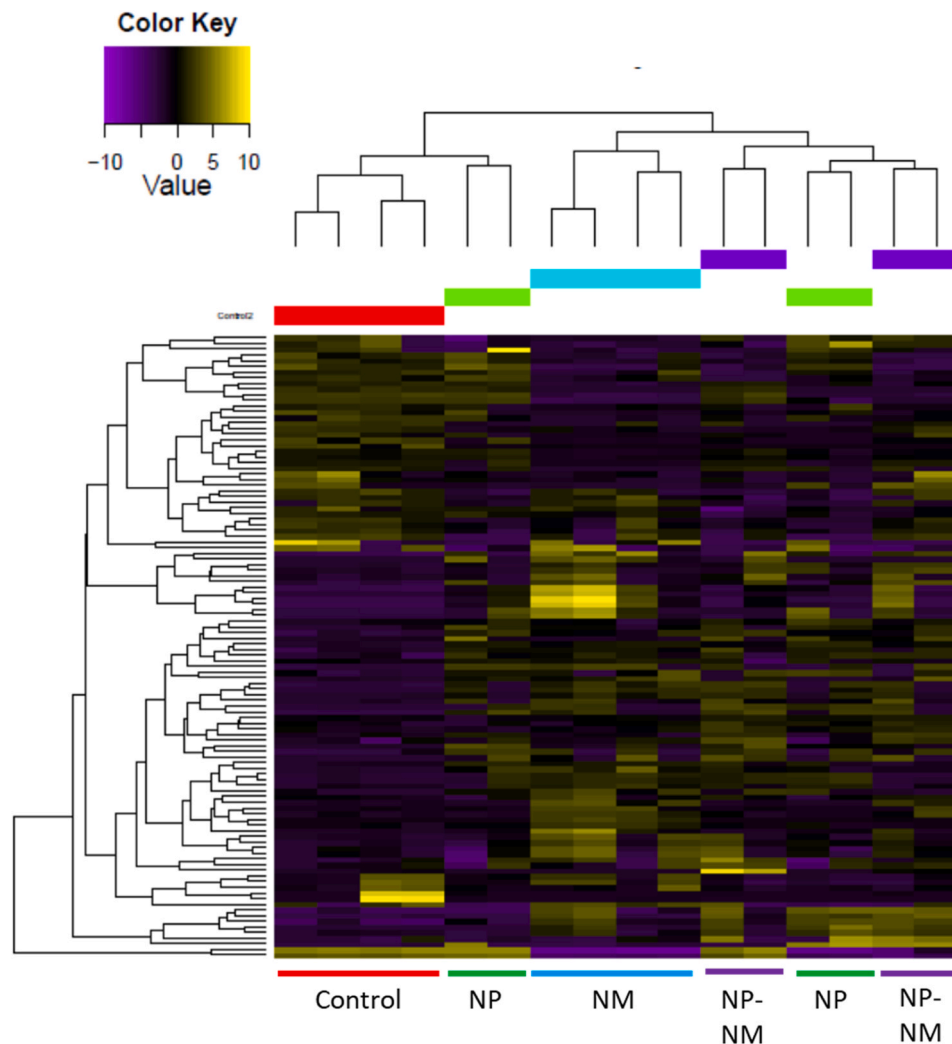 Color Key
−10 0 5 10
Value
-
Control2
Control NP NM NP- NP NP-
NM NM